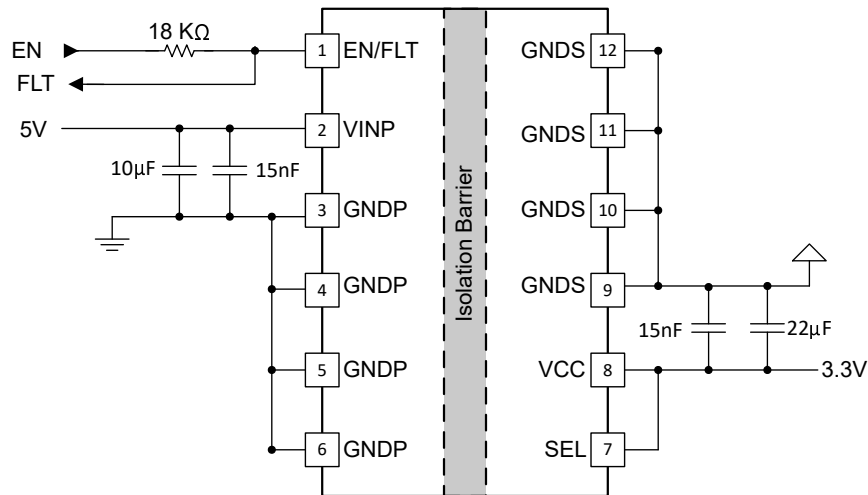 18 KΩ
EN
1
EN/FLT
GNDS
12
FLT
5V
2
VINP
GNDS
11
10µF
15nF
3
GNDP
GNDS
10
Isolation Barrier
4
GNDP
GNDS
9
15nF
22µF
5
GNDP
VCC
8
3.3V
6
GNDP
SEL
7